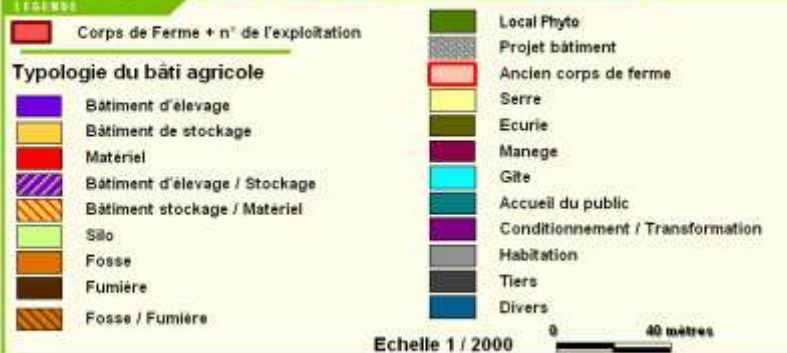 LEGENDE
Corps de Ferme + n° de l'exploitation
Typologie du bâti agricole
Bâtiment d'élevage
Bâtiment de stockage
Matériel
Bâtiment d'élevage / Stockage
Bâtiment stockage / Matériel
Silo
Fosse
Fumière
Fosse / Fumière
Local Phyto
Projet bâtiment
Ancien corps de ferme
Serre
Ecurie
Manege
Gîte
Accueil du public
Conditionnement / Transformation
Habitation
Tiers
Divers
Echelle 1 / 2000
0 40 mètres